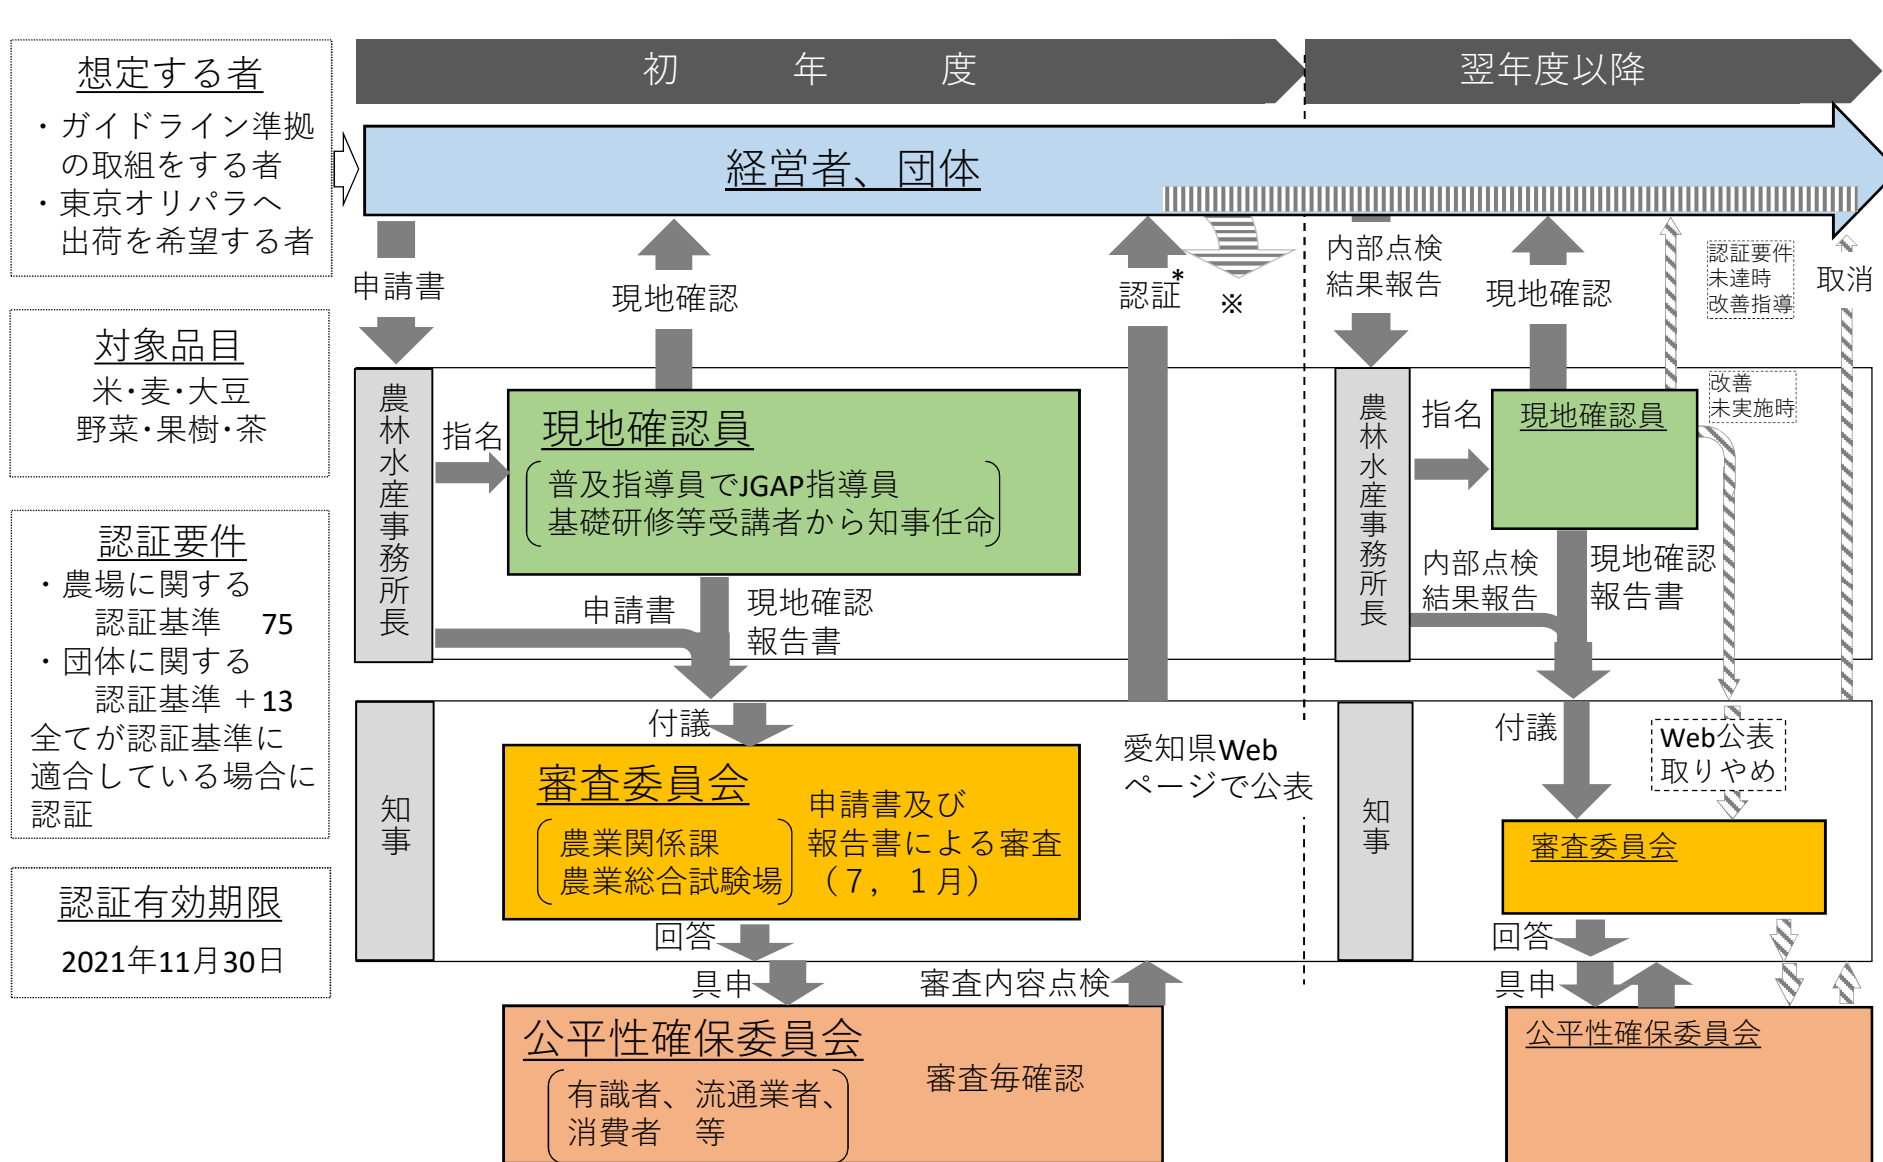 想定する者
・ガイドライン準拠
の取組をする者
・東京オリパラへ
出荷を希望する者
対象品目
米･麦･大豆
野菜･果樹･茶
認証要件
・農場に関する
認証基準 75
・団体に関する
認証基準 ＋13
全てが認証基準に
適合している場合に
認証
認証有効期限
2021年11月30日
初 年 度
翌年度以降
経営者、団体
申請書
現地確認
認証*
※
内部点検
結果報告
現地確認
認証要件
未達時
改善指導
取消
農林水産事務所長
指名
現地確認員
普及指導員でJGAP指導員
基礎研修等受講者から知事任命
申請書
現地確認
報告書
農林水産事務所長
指名
現地確認員
改善
未実施時
内部点検
結果報告
現地確認
報告書
知事
付議
審査委員会
農業関係課
農業総合試験場
申請書及び
報告書による審査
（７，１月）
回答
愛知県Web
ページで公表
知事
付議
Web公表
取りやめ
審査委員会
回答
具申
審査内容点検
公平性確保委員会
有識者、流通業者、
消費者 等
審査毎確認
具申
公平性確保委員会